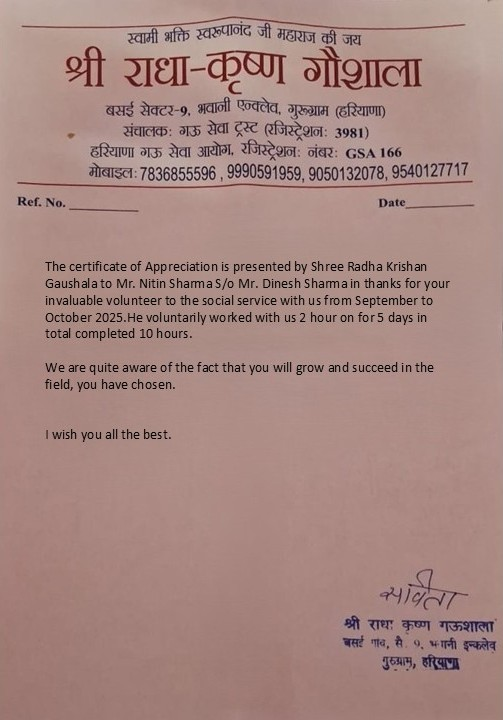 स्वामी भक्ति स्वरूपानंद जी महाराज की जय
श्री राधा-कृष्ण गौशाला
बसई सेक्टर-9, भवानी एन्क्लेव, गुरूग्राम (हरियाणा)
संचालक: गऊ सेवा ट्रस्ट (रजिस्ट्रेशन: 3981)
हरियाणा गऊ सेवा आयोग, रजिस्ट्रेशन: नंबर: GSA 166
मोबाइल: 7836855596 , 9990591959, 9050132078, 9540127717
Ref. No. Date
The certificate of Appreciation is presented by Shree Radha Krishan
Gaushala to Mr. Nitin Sharma S/o Mr. Dinesh Sharma in thanks for your
invaluable volunteer to the social service with us from September to
October 2025.He voluntarily worked with us 2 hour on for 5 days in
total completed 10 hours.
We are quite aware of the fact that you will grow and succeed in the
field, you have chosen.
I wish you all the best.
सविता
श्री राधा कृष्ण गऊशाला
बसई गांव, सै. 9, भवानी इन्कलेव
गुरुग्राम, हरियाणा